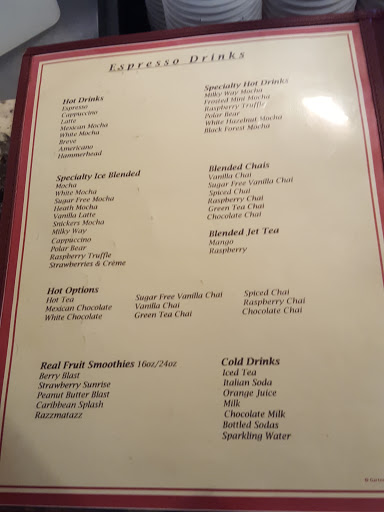 Espresso Drinks
Hot Drinks
Espresso
Cappuccino
Latte
Mexican Mocha
White Mocha
Breve
Americano
Hammerhead
Specialty Hot Drinks
Milky Way Mocha
Frosted Mint Mocha
Raspberry Truffle
Polar Bear
White Hazelnut Mocha
Black Forest Mocha
Specialty Ice Blended
Mocha
White Mocha
Sugar Free Mocha
Heath Mocha
Vanilla Latte
Snickers Mocha
Milky Way
Cappuccino
Polar Bear
Raspberry Truffle
Strawberries & Crème
Blended Chais
Vanilla Chai
Sugar Free Vanilla Chai
Spiced Chai
Raspberry Chai
Green Tea Chai
Chocolate Chai
Blended Jet Tea
Mango
Raspberry
Hot Options
Hot Tea
Mexican Chocolate
White Chocolate
Sugar Free Vanilla Chai
Vanilla Chai
Green Tea Chai
Spiced Chai
Raspberry Chai
Chocolate Chai
Real Fruit Smoothies 16oz/24oz
Berry Blast
Strawberry Sunrise
Peanut Butter Blast
Caribbean Splash
Razzmatazz
Cold Drinks
Iced Tea
Italian Soda
Orange Juice
Milk
Chocolate Milk
Bottled Sodas
Sparkling Water